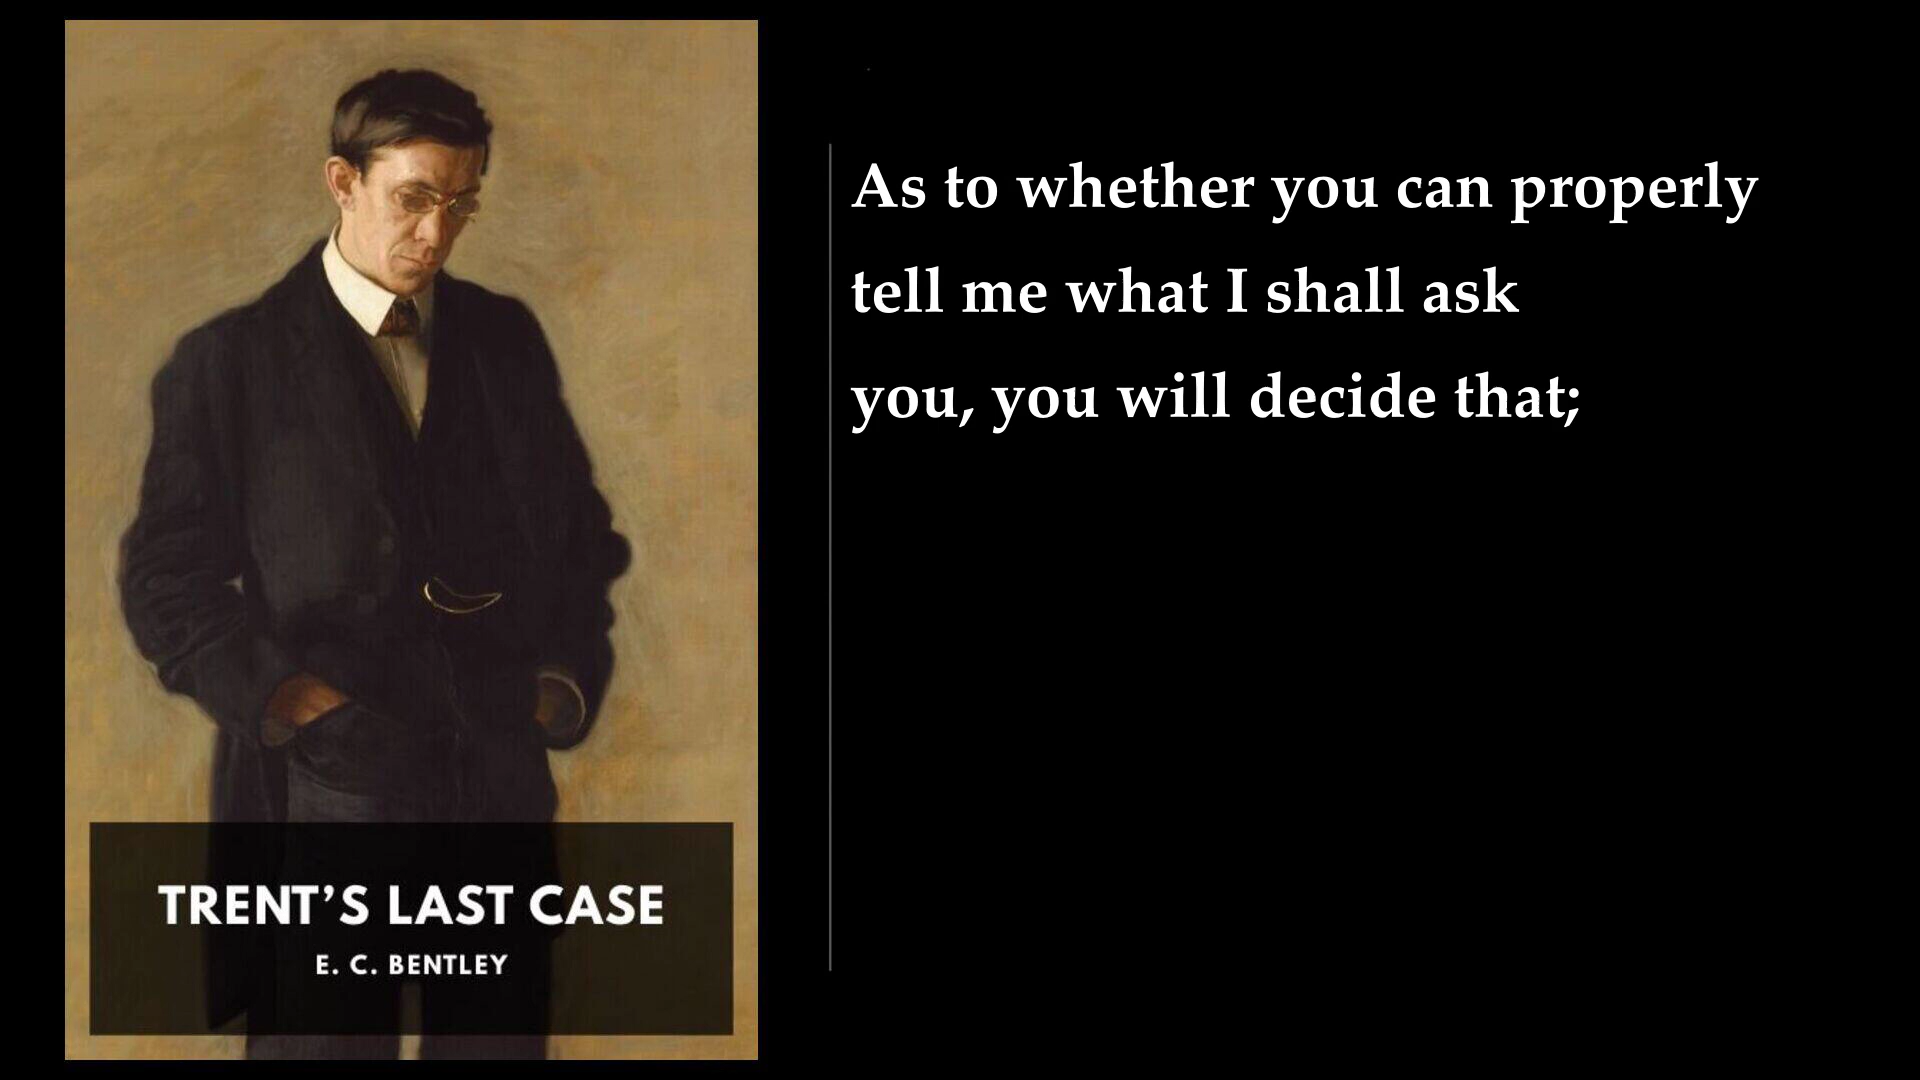 TRENT’S LAST CASE
E. C. BENTLEY
As to whether you can properly
tell me what I shall ask
you, you will decide that;